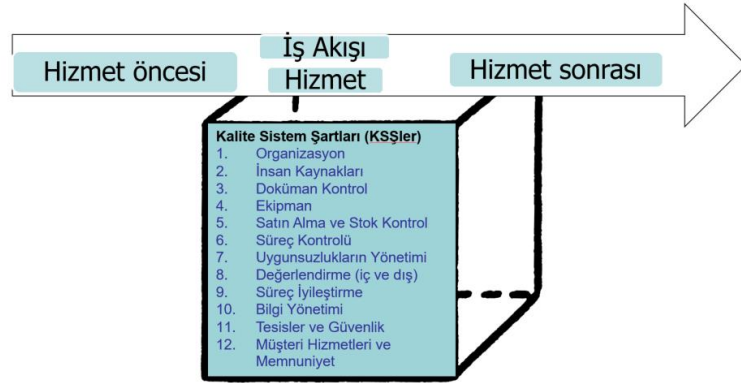 İş Akışı
Hizmet öncesi
Hizmet
Hizmet sonrası
Kalite Sistem Şartları (KSŞler)
1. Organizasyon
2. İnsan Kaynakları
3. Doküman Kontrol
4. Ekipman
5. Satın Alma ve Stok Kontrol
6. Süreç Kontrolü
7. Uygunsuzlukların Yönetimi
8. Değerlendirme (iç ve dış)
9. Süreç İyileştirme
10. Bilgi Yönetimi
11. Tesisler ve Güvenlik
12. Müşteri Hizmetleri ve
Memnuniyet